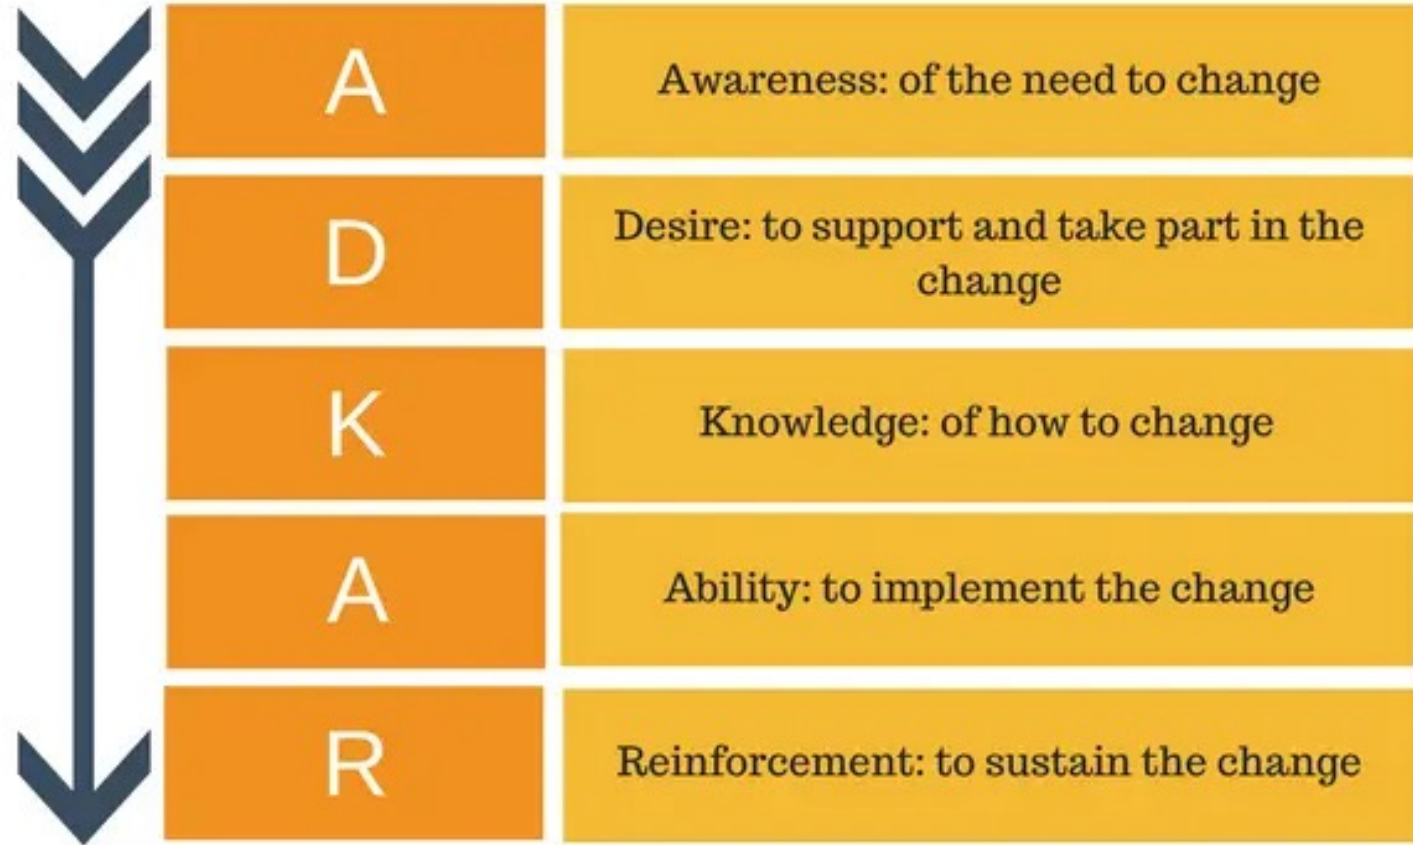 A
Awareness: of the need to change
D
Desire: to support and take part in the
change
K
Knowledge: of how to change
A
Ability: to implement the change
R
Reinforcement: to sustain the change